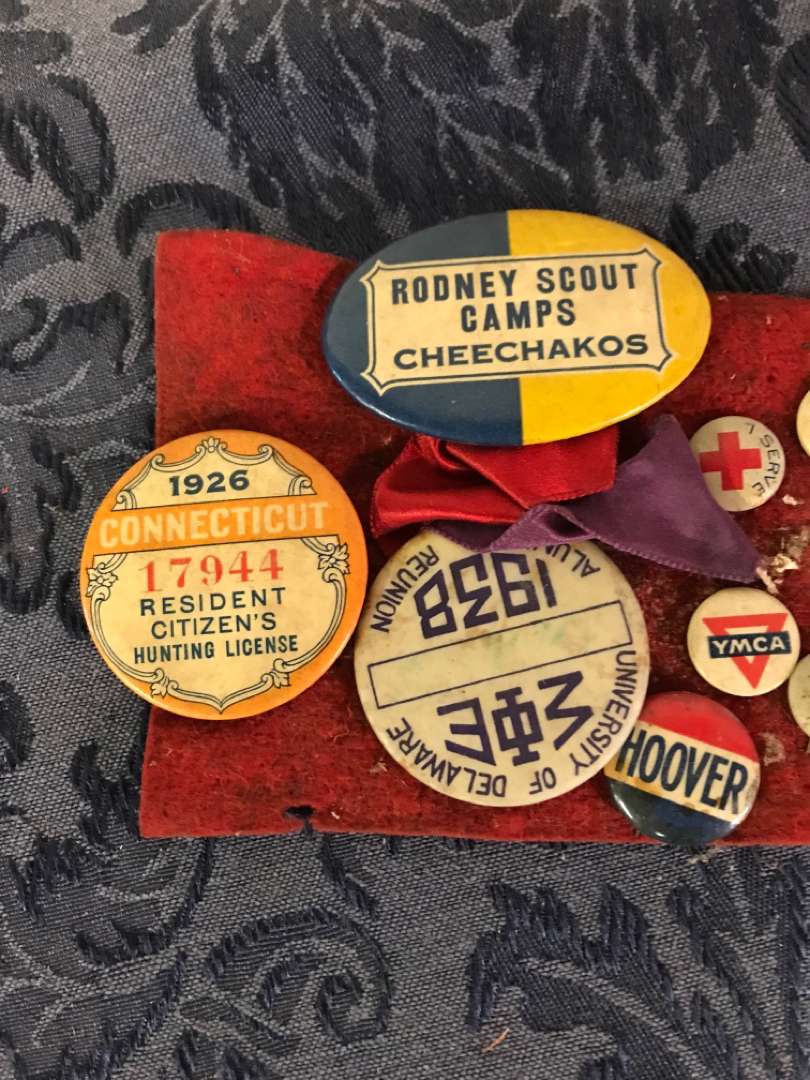 RODNEY SCOUT
CAMPS
CHEECHAKOS
1926
CONNECTICUT
17944
RESIDENT
CITIZEN'S
HUNTING LICENSE
UNIVERSITY OF DELAWARE
ΣΦΕ
1938
REUNION
I SERVE
YMCA
HOOVER